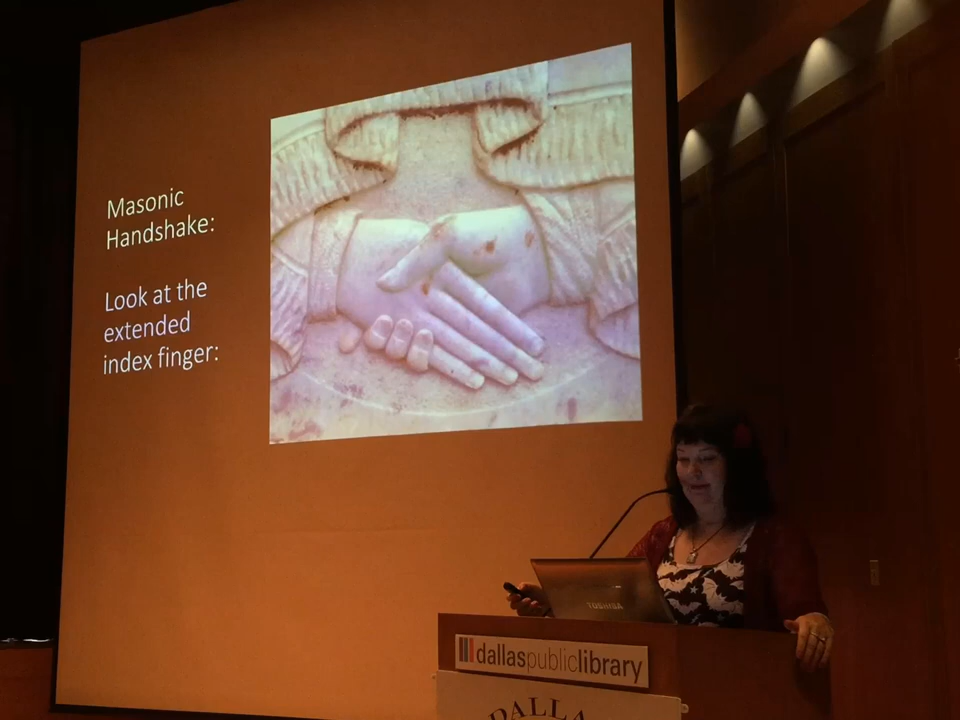 Masonic
Handshake:
Look at the
extended
index finger:
TOSHIBA
dallaspubliclibrary